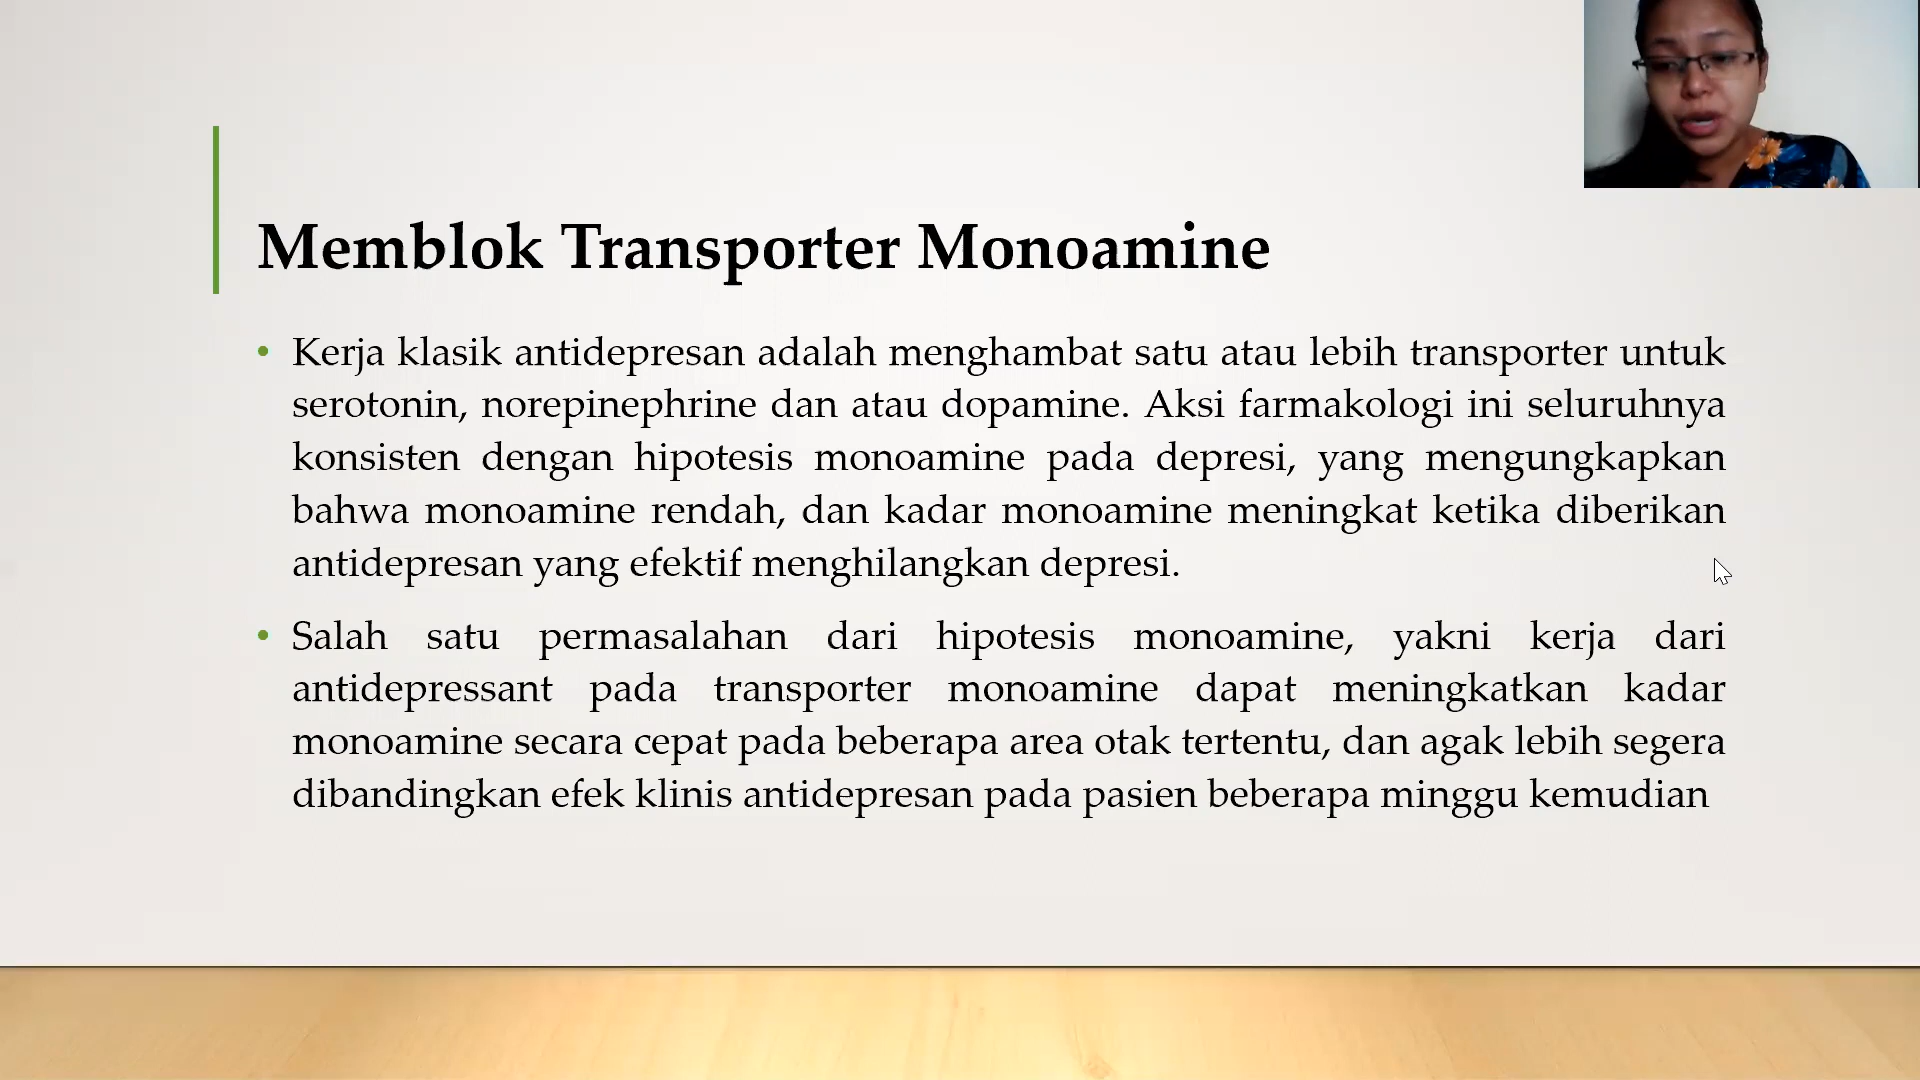 Memblok Transporter Monoamine
• Kerja klasik antidepresan adalah menghambat satu atau lebih transporter untuk
serotonin, norepinephrine dan atau dopamine. Aksi farmakologi ini seluruhnya
konsisten dengan hipotesis monoamine pada depresi, yang mengungkapkan
bahwa monoamine rendah, dan kadar monoamine meningkat ketika diberikan
antidepresan yang efektif menghilangkan depresi.
• Salah satu permasalahan dari hipotesis monoamine, yakni kerja dari
antidepressant pada transporter monoamine dapat meningkatkan kadar
monoamine secara cepat pada beberapa area otak tertentu, dan agak lebih segera
dibandingkan efek klinis antidepresan pada pasien beberapa minggu kemudian